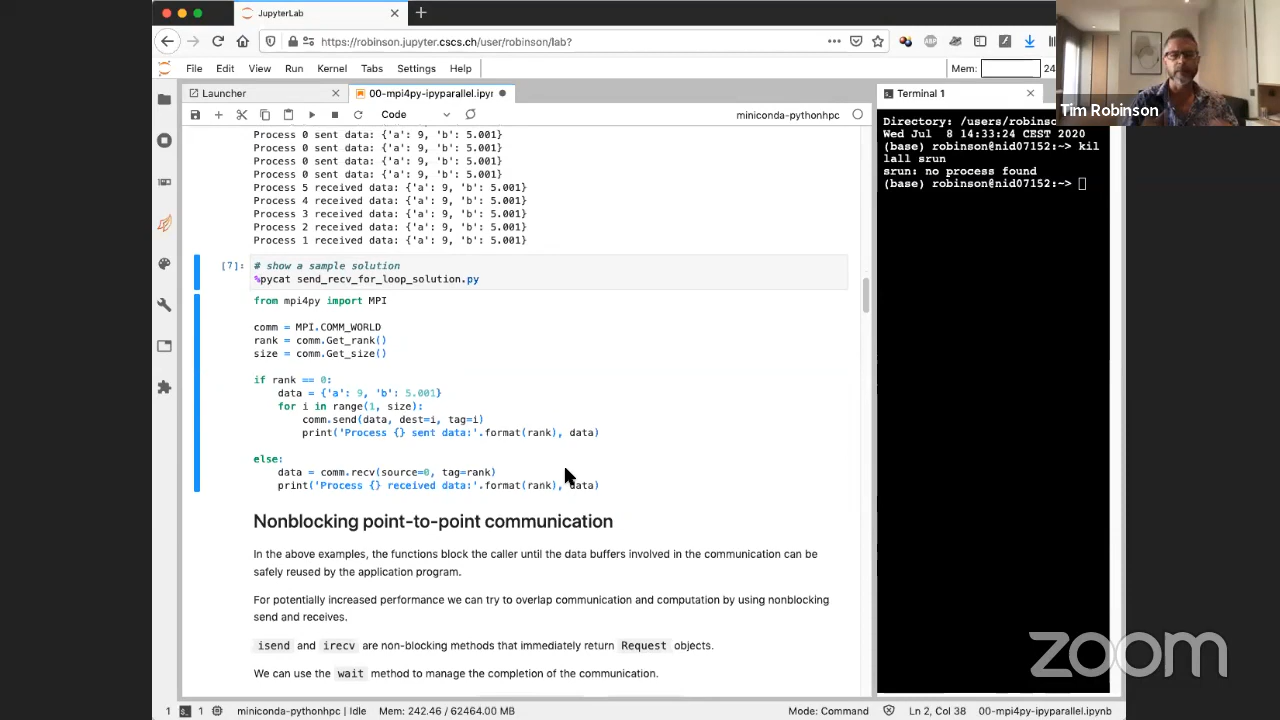 JupyterLab
https://robinson.jupyter.cscs.ch/user/robinson/lab?
File Edit View Run Kernel Tabs Settings Help
Mem: 24
Tim Robinson
Launcher
00-mpi4py-ipyparallel.ipyr
Terminal 1
Code
miniconda-pythonhpc
Process 0 sent data: {'a': 9, 'b': 5.001}
Process 0 sent data: {'a': 9, 'b': 5.001}
Process 0 sent data: {'a': 9, 'b': 5.001}
Process 0 sent data: {'a': 9, 'b': 5.001}
Process 5 received data: {'a': 9, 'b': 5.001}
Process 4 received data: {'a': 9, 'b': 5.001}
Process 3 received data: {'a': 9, 'b': 5.001}
Process 2 received data: {'a': 9, 'b': 5.001}
Process 1 received data: {'a': 9, 'b': 5.001}
[7]: # show a sample solution
%pycat send_recv_for_loop_solution.py
from mpi4py import MPI
comm = MPI.COMM_WORLD
rank = comm.Get_rank()
size = comm.Get_size()
if rank == 0:
data = {'a': 9, 'b': 5.001}
for i in range(1, size):
comm.send(data, dest=i, tag=i)
print('Process {} sent data:'.format(rank), data)
else:
data = comm.recv(source=0, tag=rank)
print('Process {} received data:'.format(rank), data)
Nonblocking point-to-point communication
In the above examples, the functions block the caller until the data buffers involved in the communication can be
safely reused by the application program.
For potentially increased performance we can try to overlap communication and computation by using nonblocking
send and receives.
isend and irecv are non-blocking methods that immediately return Request objects.
We can use the wait method to manage the completion of the communication.
Directory: /users/robinso
Wed Jul 8 14:33:24 CEST 2020
(base) robinson@nid07152:~> kil
lall srun
srun: no process found
(base) robinson@nid07152:~>
zoom
1 1 miniconda-pythonhpc | Idle Mem: 242.46 / 62464.00 MB Mode: Command Ln 2, Col 38 00-mpi4py-ipyparallel.ipynb